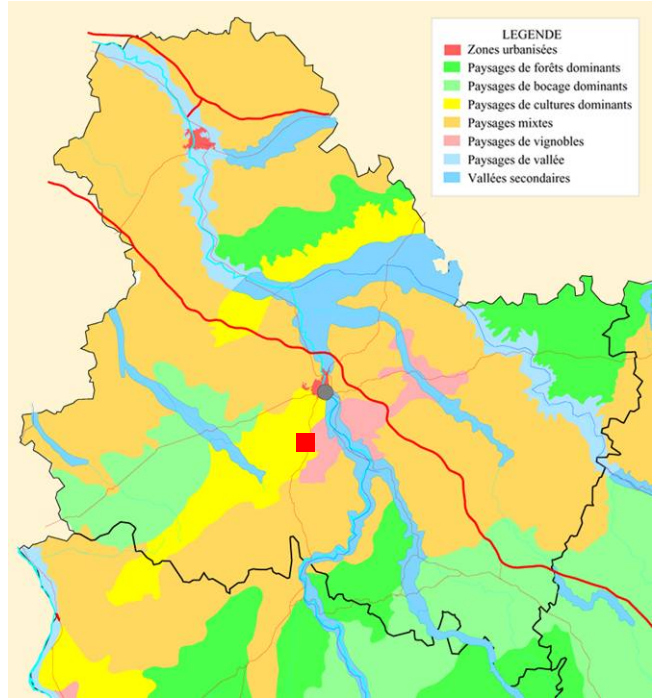 LEGENDE
Zones urbanisées
Paysages de forêts dominants
Paysages de bocage dominants
Paysages de cultures dominants
Paysages mixtes
Paysages de vignobles
Paysages de vallée
Vallées secondaires